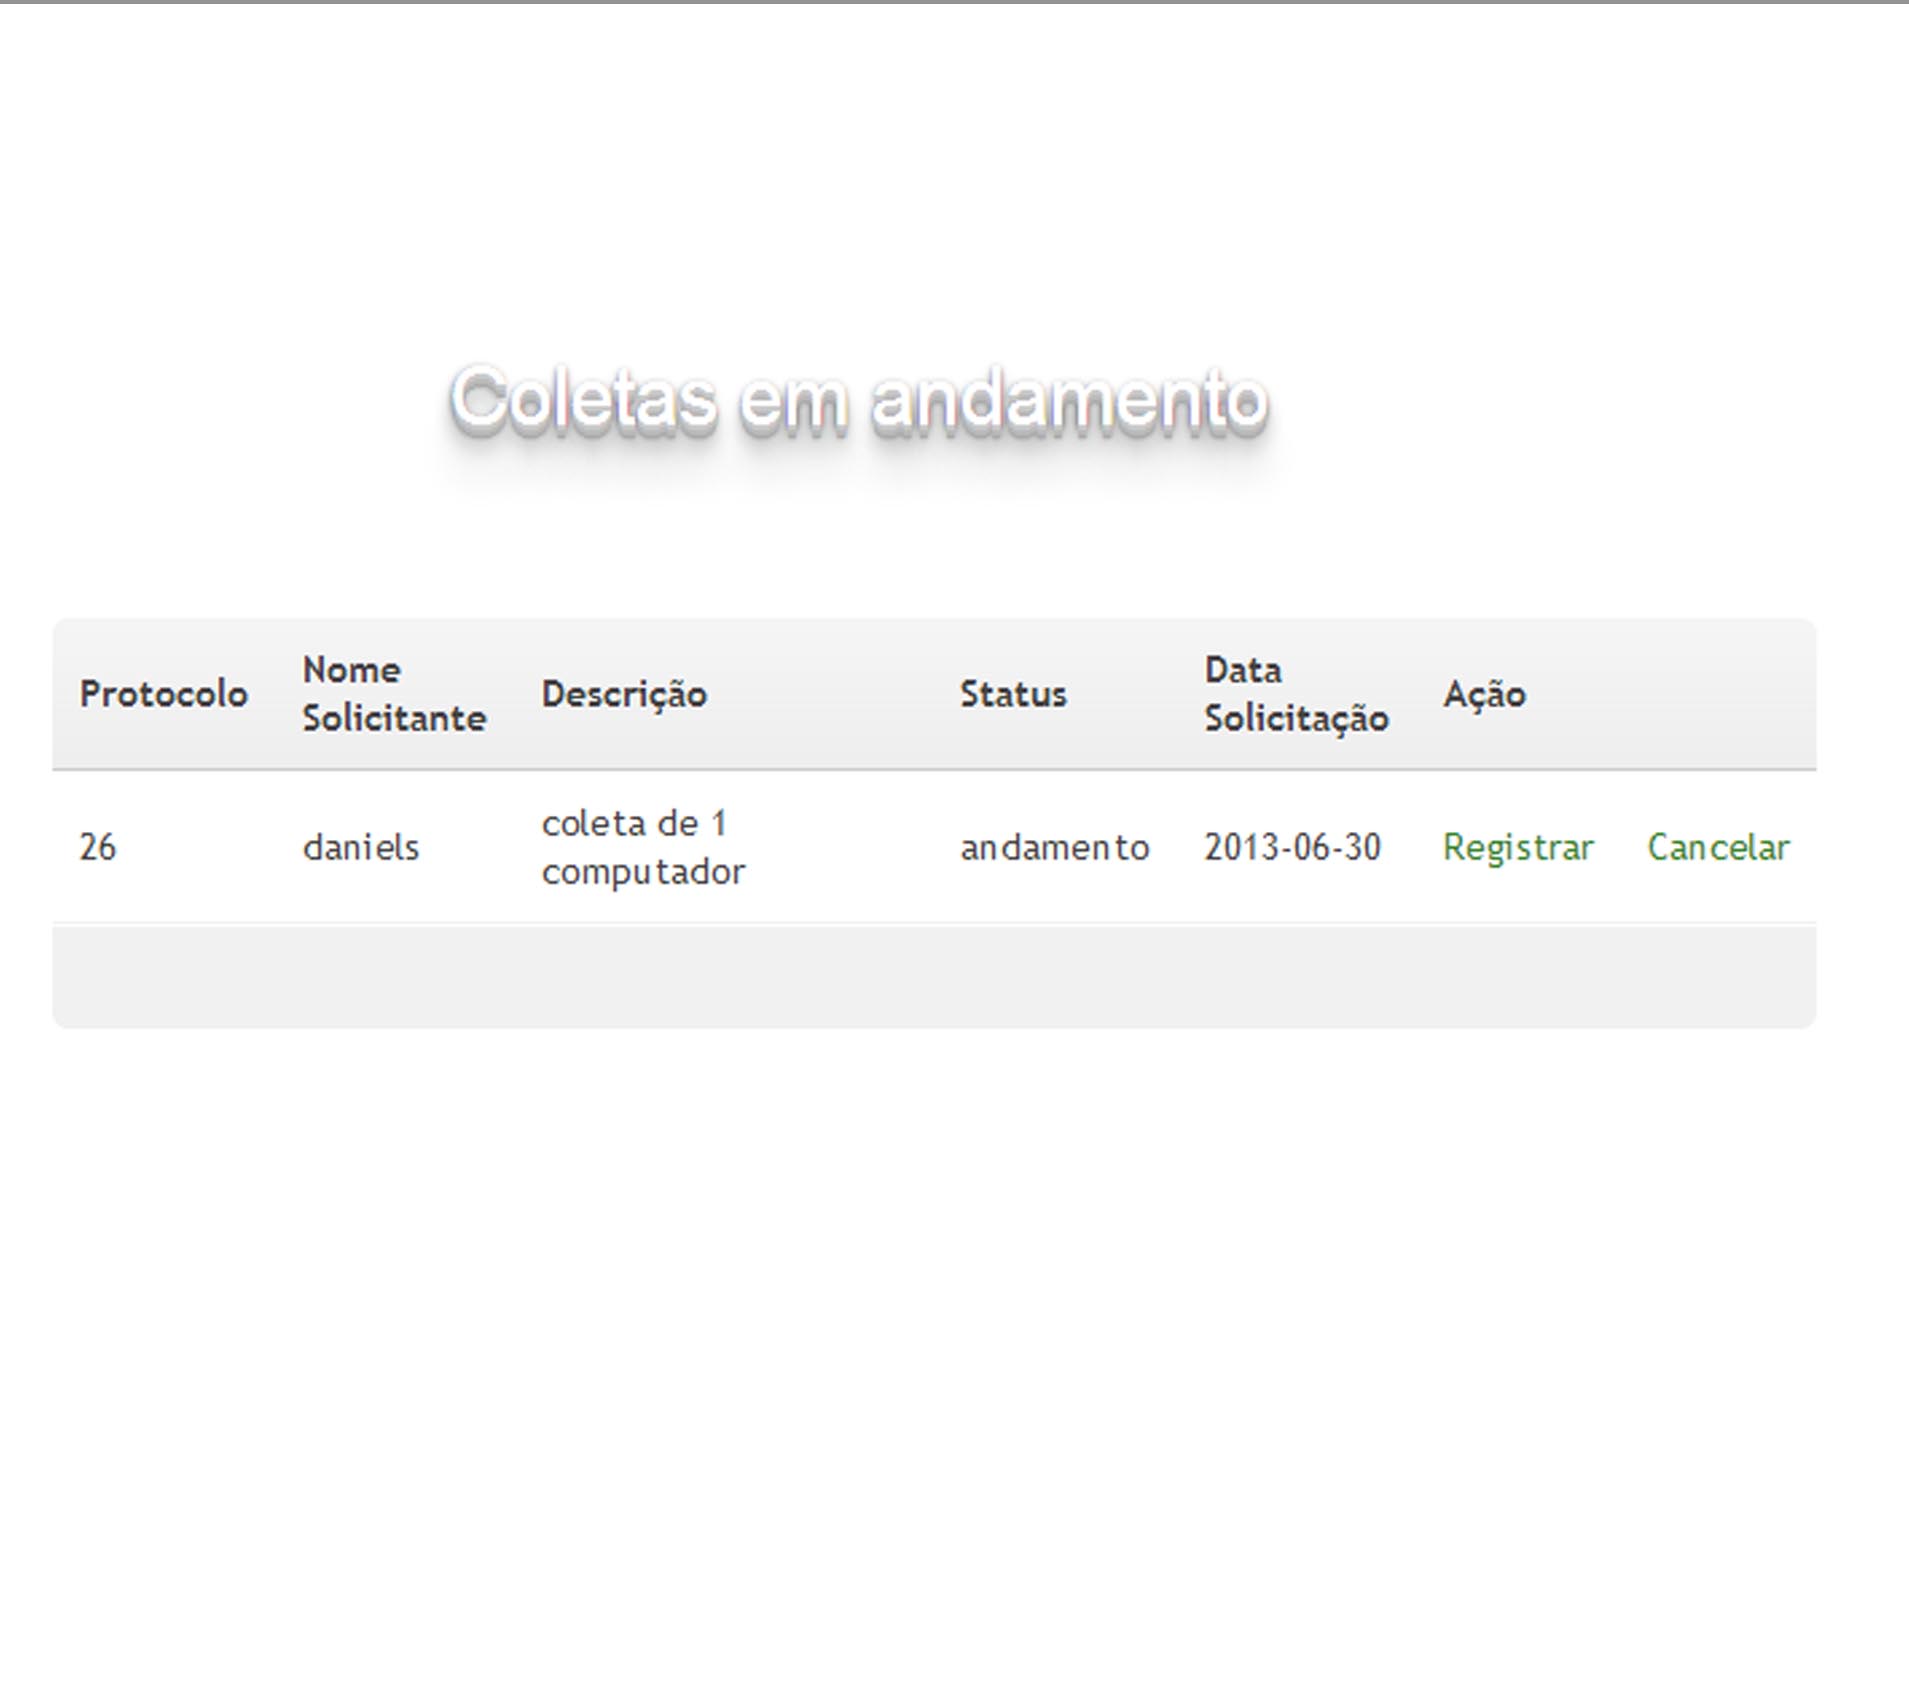 Coletas em andamento
Protocolo
Nome
Solicitante
Descrição
Status
Data
Solicitação
Ação
26
daniels
coleta de 1
computador
andamento
2013-06-30
Registrar
Cancelar